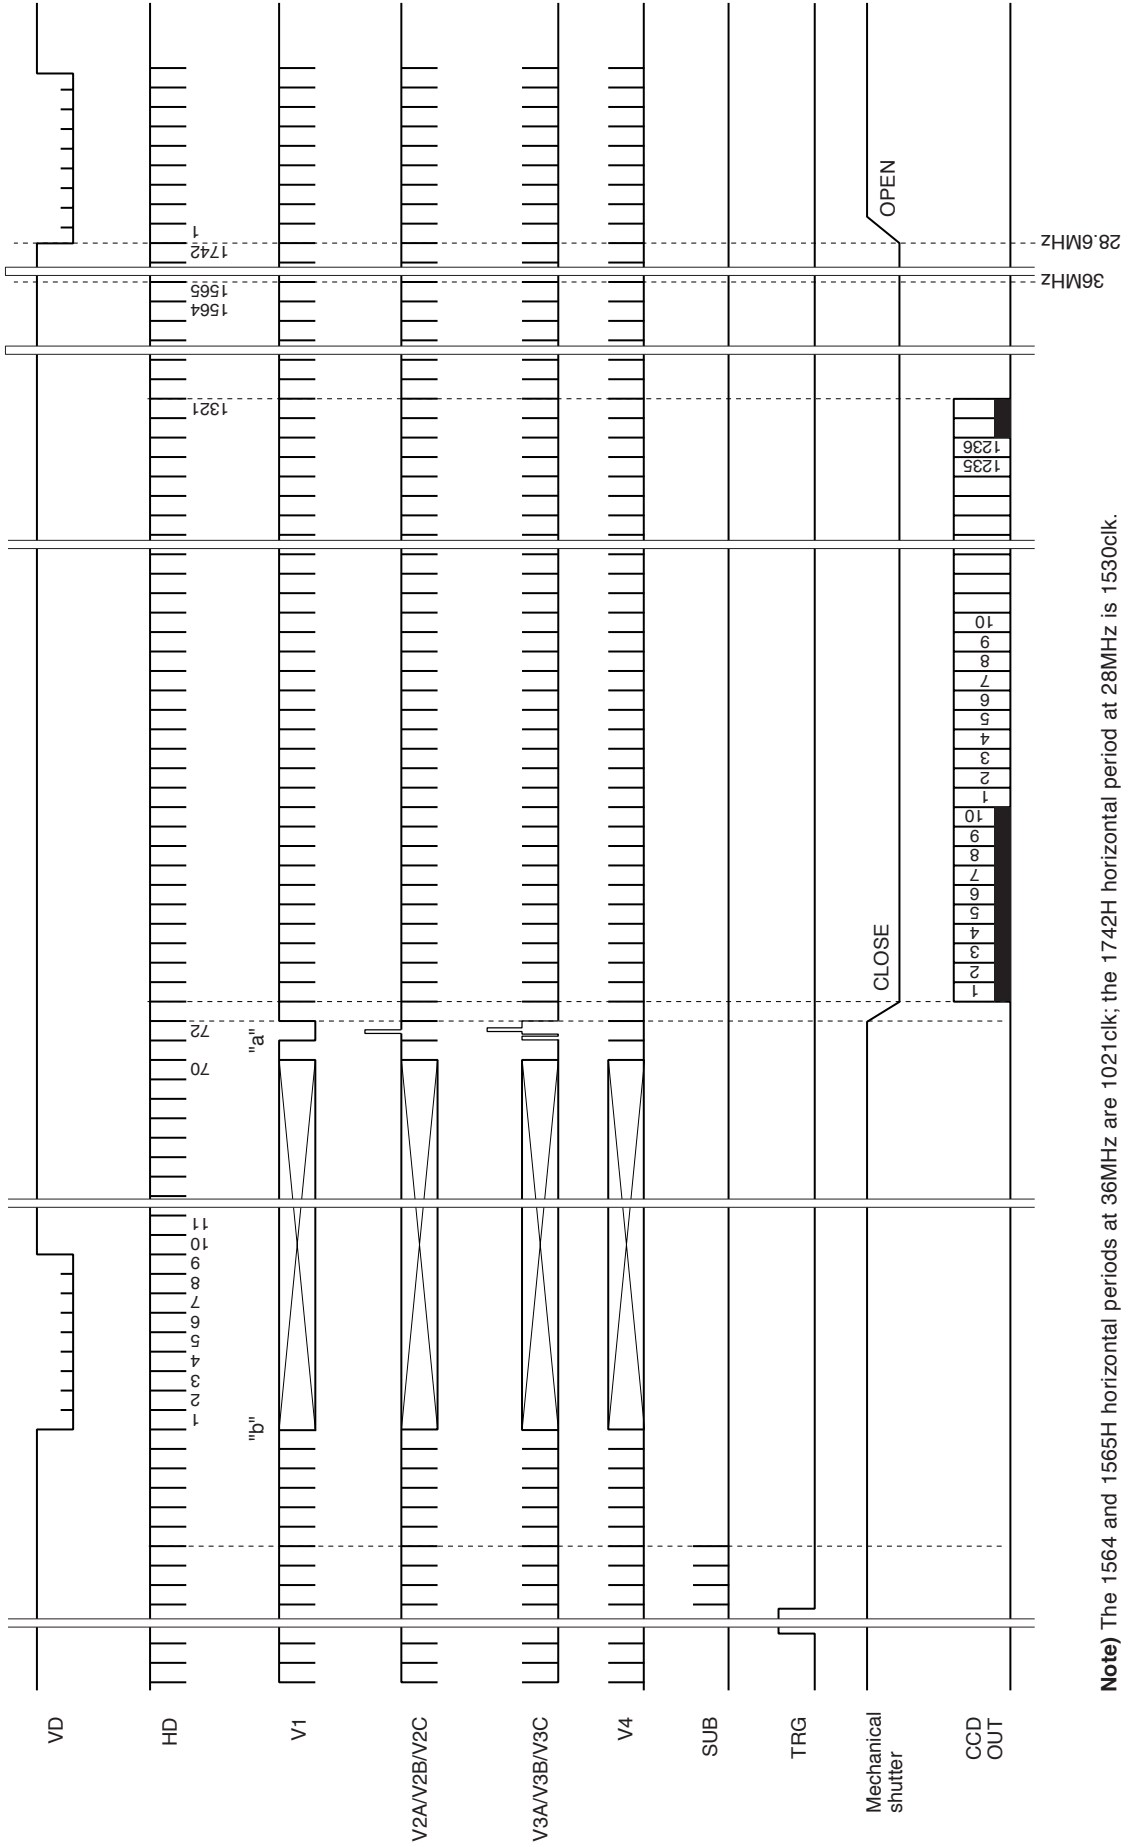 VD
HD
1
2
3
4
5
6
7
8
9
10
11
70
72
1321
1564
1565
1742
1
V1
"b"
"a"
V2A/V2B/V2C
V3A/V3B/V3C
V4
SUB
TRG
Mechanical
shutter
CLOSE
OPEN
CCD
OUT
1
2
3
4
5
6
7
8
9
10
1
2
3
4
5
6
7
8
9
10
1235
1236
36MHz
28.6MHz
Note) The 1564 and 1565H horizontal periods at 36MHz are 1021clk; the 1742H horizontal period at 28MHz is 1530clk.